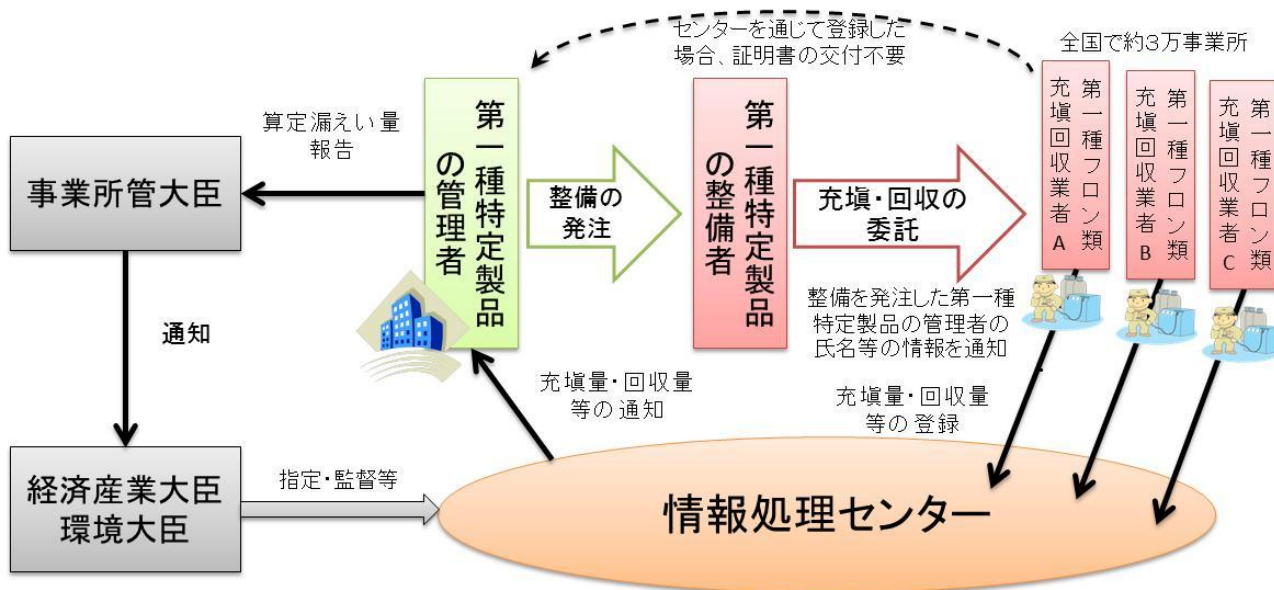 センターを通じて登録した
場合、証明書の交付不要
全国で約３万事業所
算定漏えい量
報告
事業所管大臣
第一種特定製品
の管理者
整備の
発注
第一種特定製品
の整備者
充塡・回収の
委託
第一種フロン類
充塡回収業者A
第一種フロン類
充塡回収業者B
第一種フロン類
充塡回収業者C
整備を発注した第一種
特定製品の管理者の
氏名等の情報を通知
通知
充塡量・回収量
等の通知
充塡量・回収量
等の登録
経済産業大臣
環境大臣
指定・監督等
情報処理センター